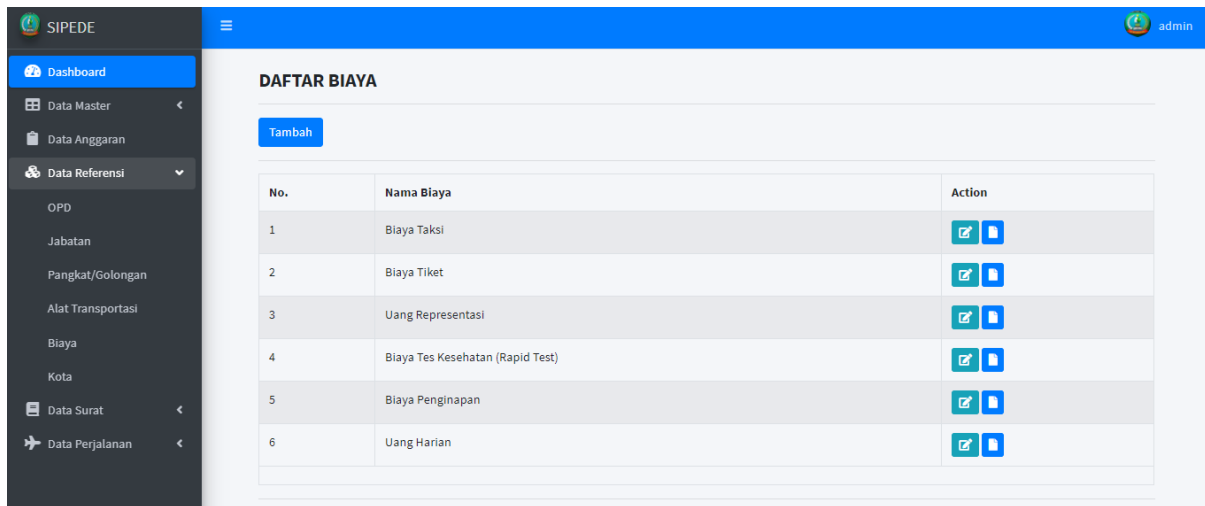 SIPEDE
admin
Dashboard
Data Master
Data Anggaran
Data Referensi
OPD
Jabatan
Pangkat/Golongan
Alat Transportasi
Biaya
Kota
Data Surat
Data Perjalanan
DAFTAR BIAYA
Tambah
No. Nama Biaya Action
1 Biaya Taksi
2 Biaya Tiket
3 Uang Representasi
4 Biaya Tes Kesehatan (Rapid Test)
5 Biaya Penginapan
6 Uang Harian